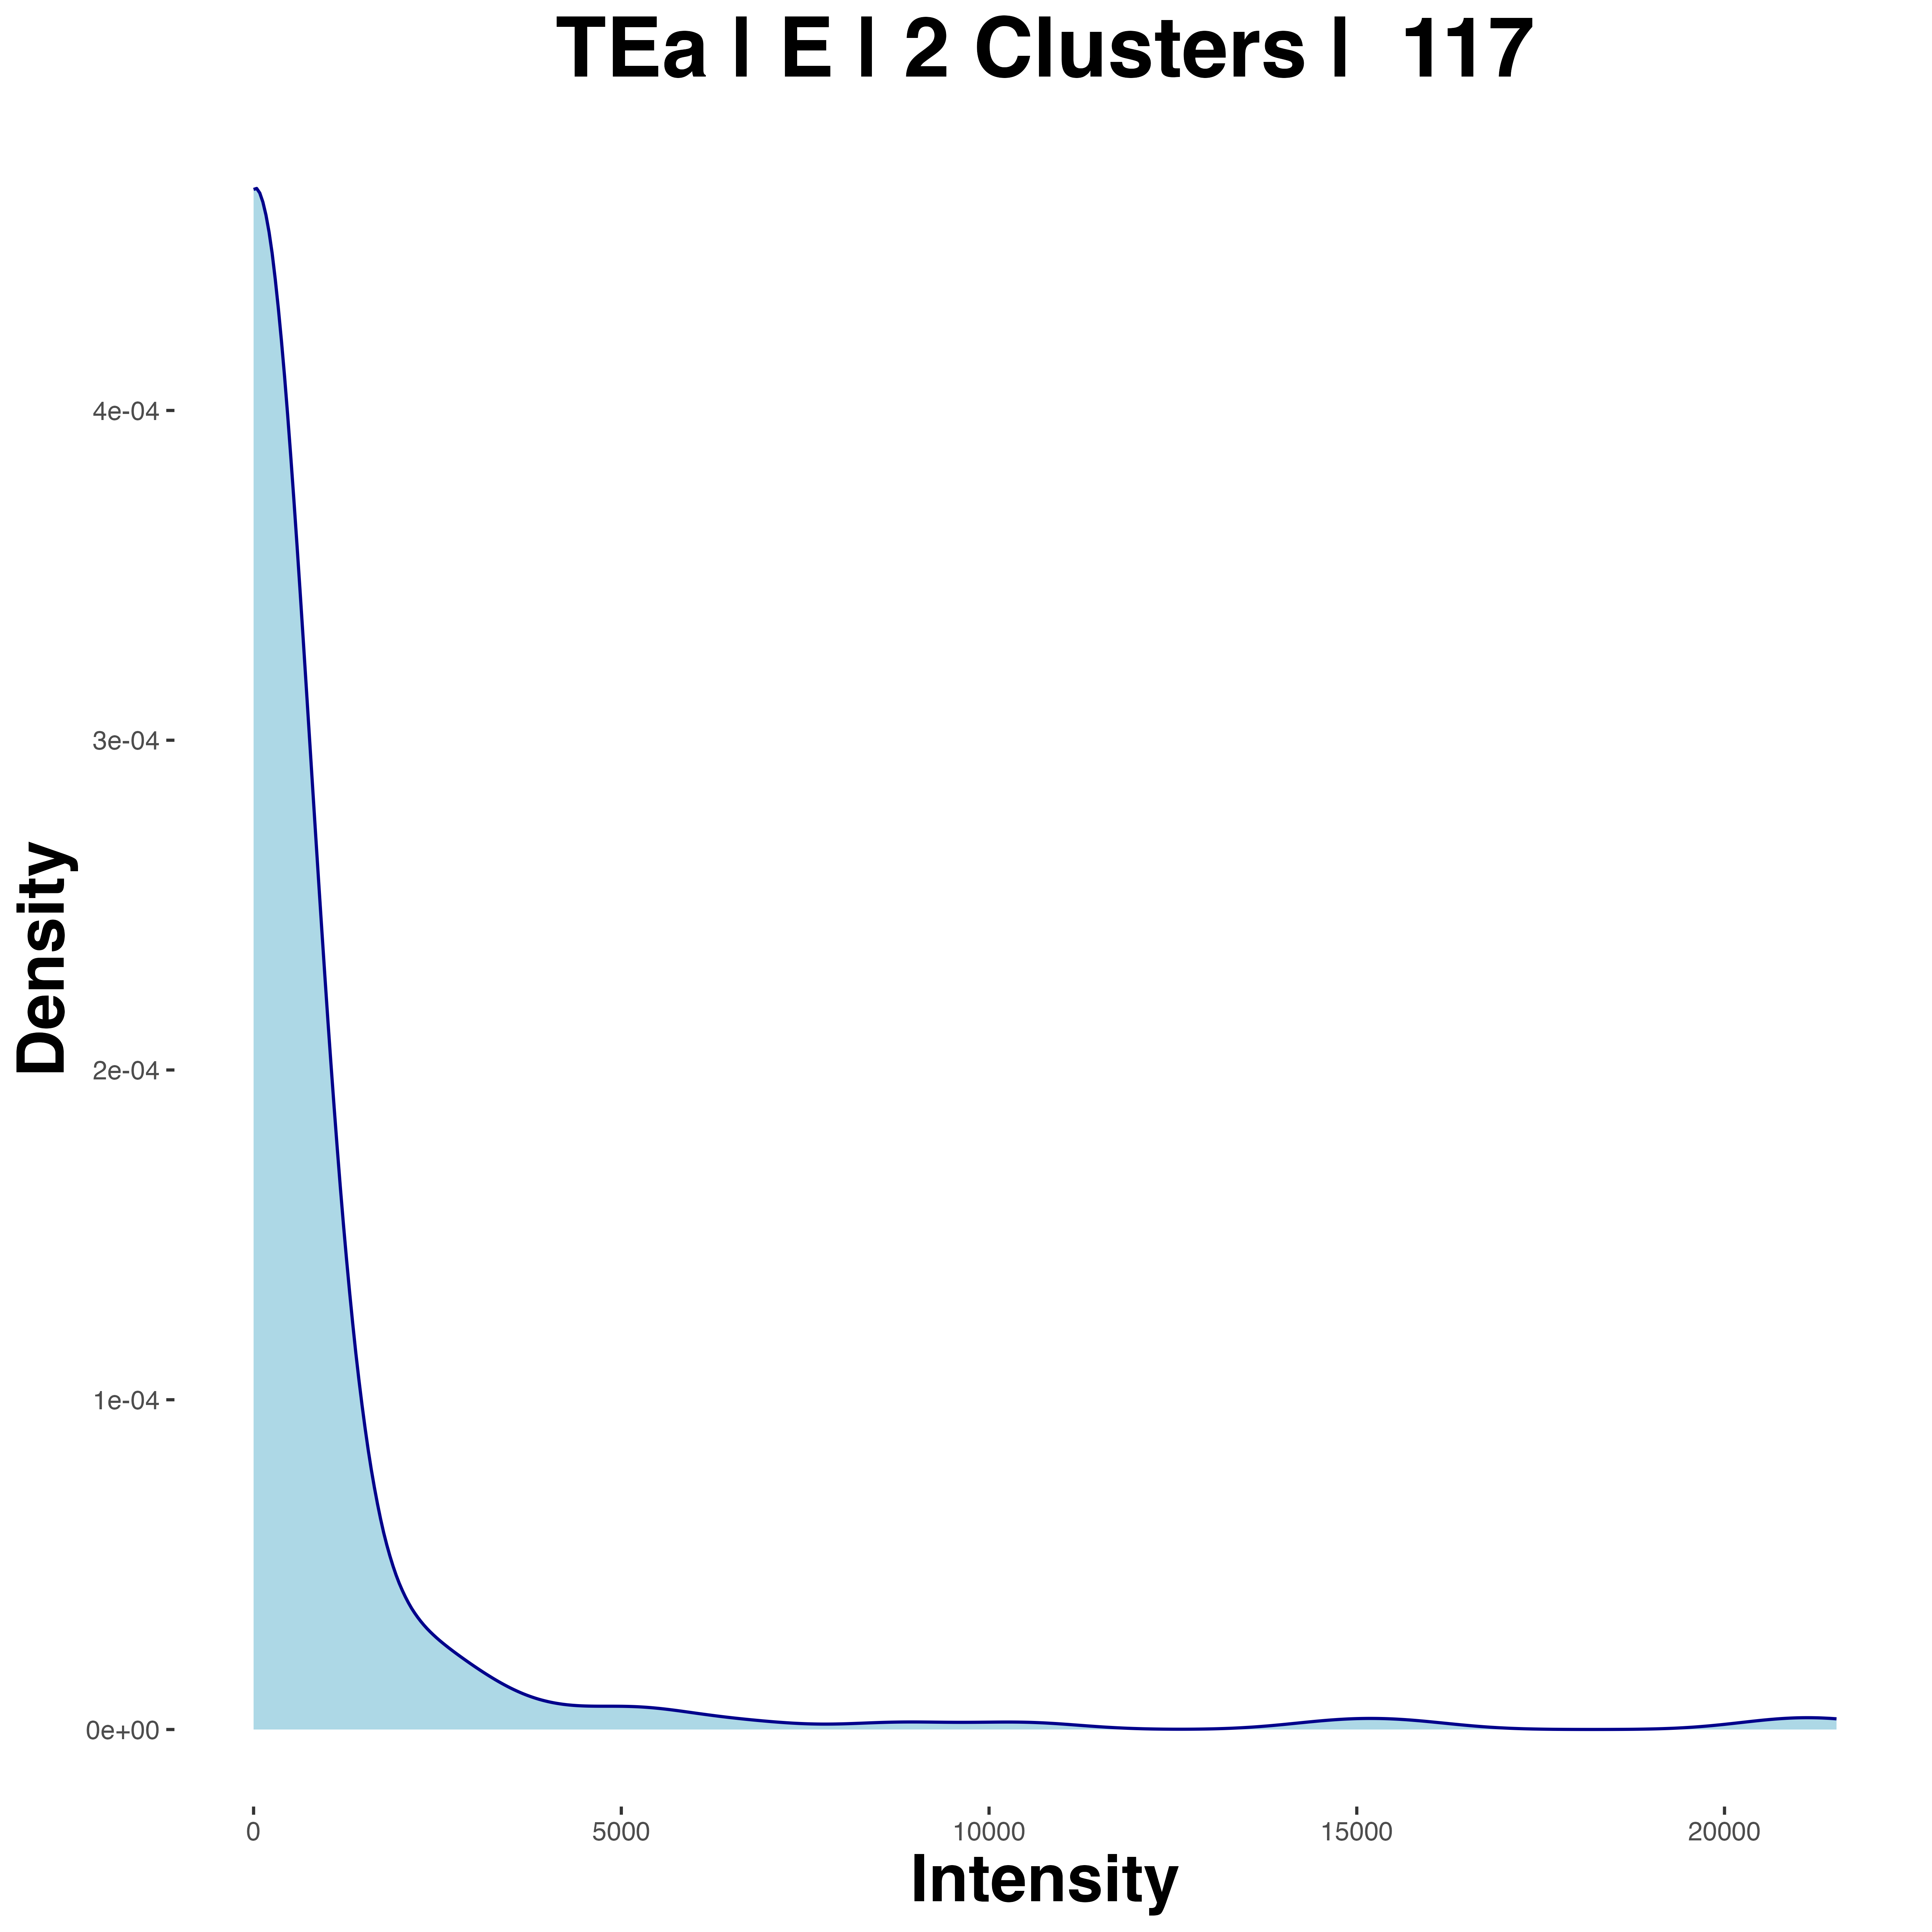 TEa | E | 2 Clusters | 117
Density
4e-04
3e-04
2e-04
1e-04
0e+00
0 5000 10000 15000 20000
Intensity